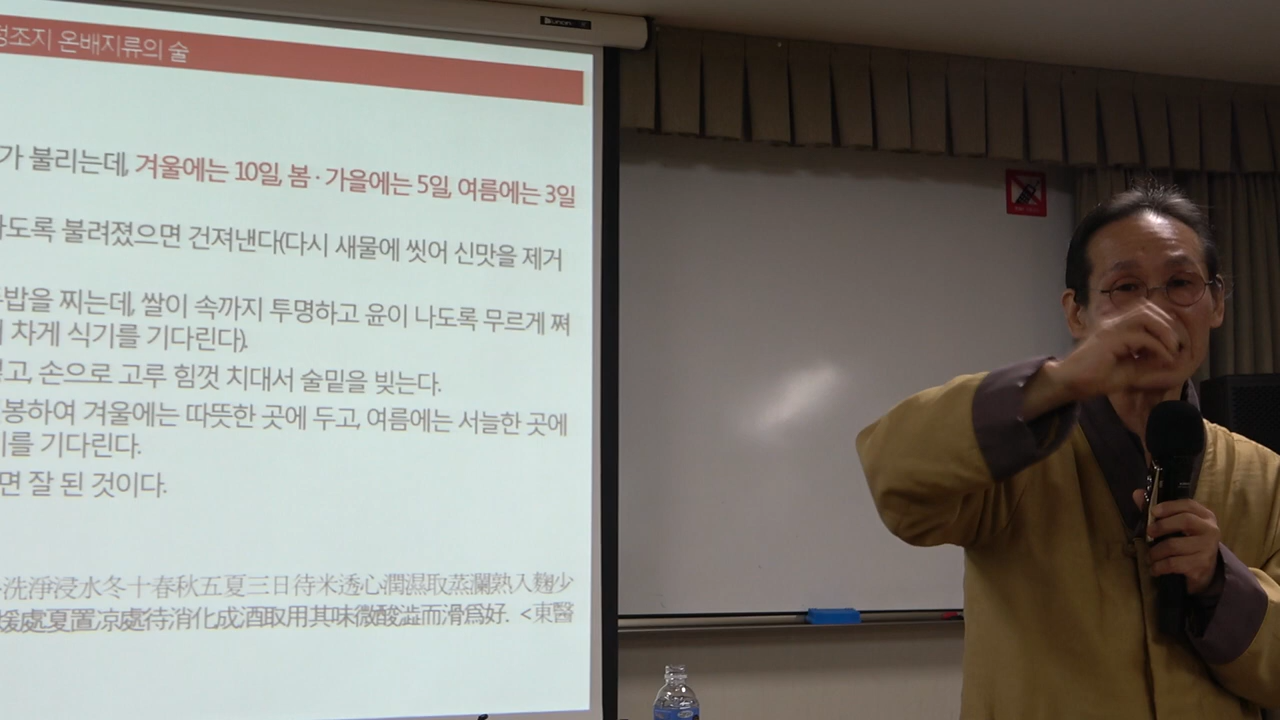 정조지 온배지류의 술
가 불리는데, 겨울에는 10일, 봄·가을에는 5일, 여름에는 3일
도록 불려졌으면 건져낸다(다시 새물에 씻어 신맛을 제거
밥을 찌는데, 쌀이 속까지 투명하고 윤이 나도록 무르게 쪄
차게 식기를 기다린다).
고, 손으로 고루 힘껏 치대서 술밑을 빚는다.
봉하여 겨울에는 따뜻한 곳에 두고, 여름에는 서늘한 곳에
를 기다린다.
면 잘 된 것이다.
洗淨浸水冬十春秋五夏三日待米透心潤濕取蒸瀾熟入麴少
處夏置凉處待消化成酒取用其味微酸澁而滑爲好. <東醫